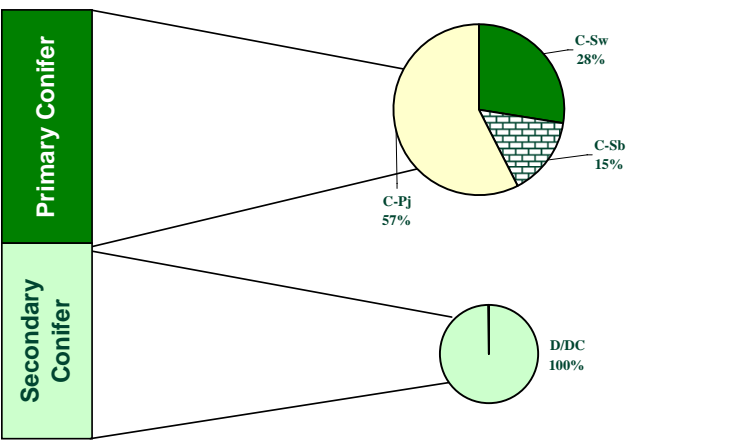 Primary Conifer
C-Sw
28%
C-Sb
15%
C-Pj
57%
Secondary
Conifer
D/DC
100%